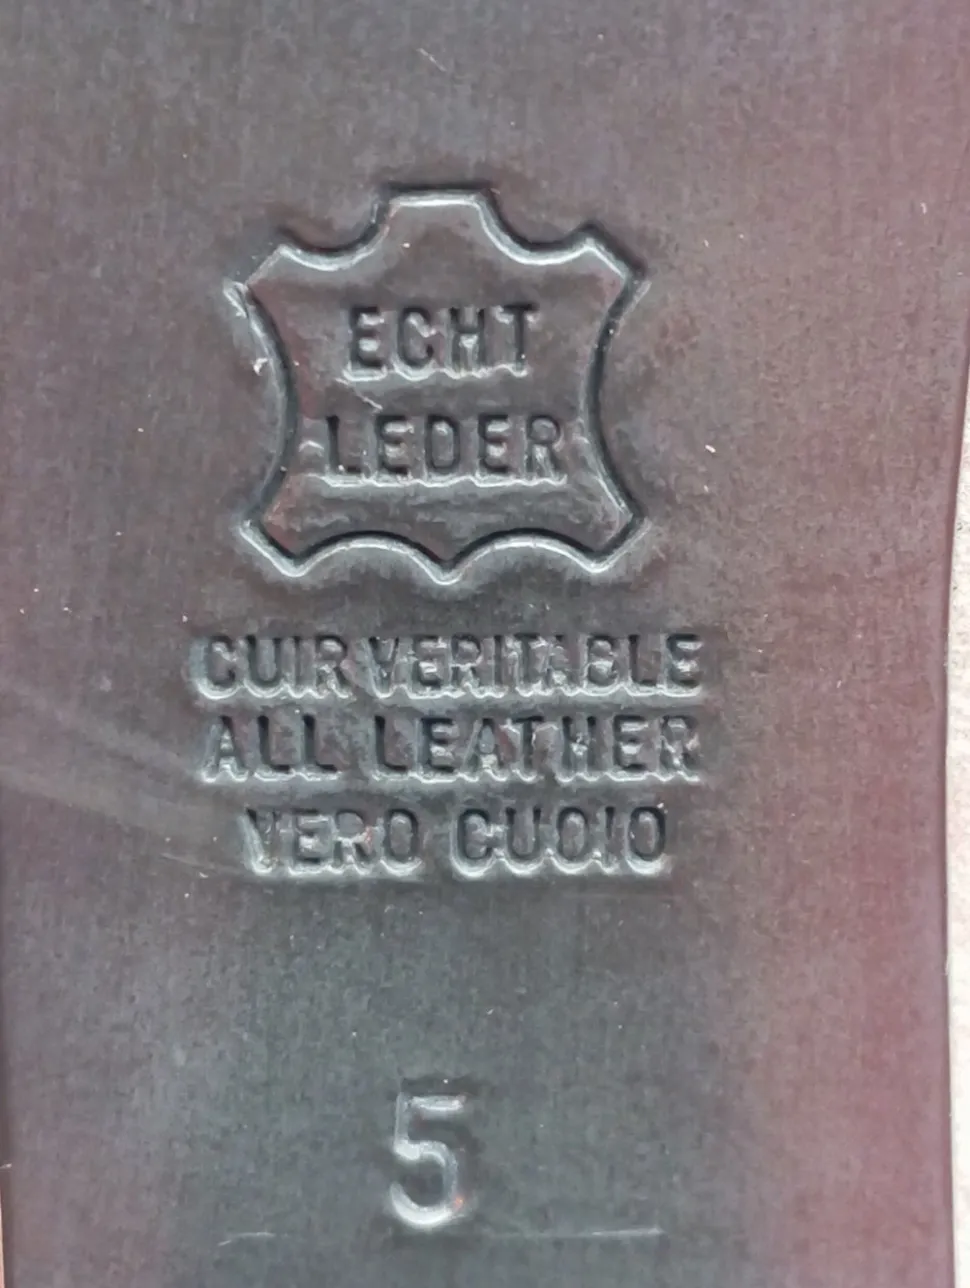 ECHT
LEDER
CUIR VERITABLE
ALL LEATHER
VERO CUOIO
5